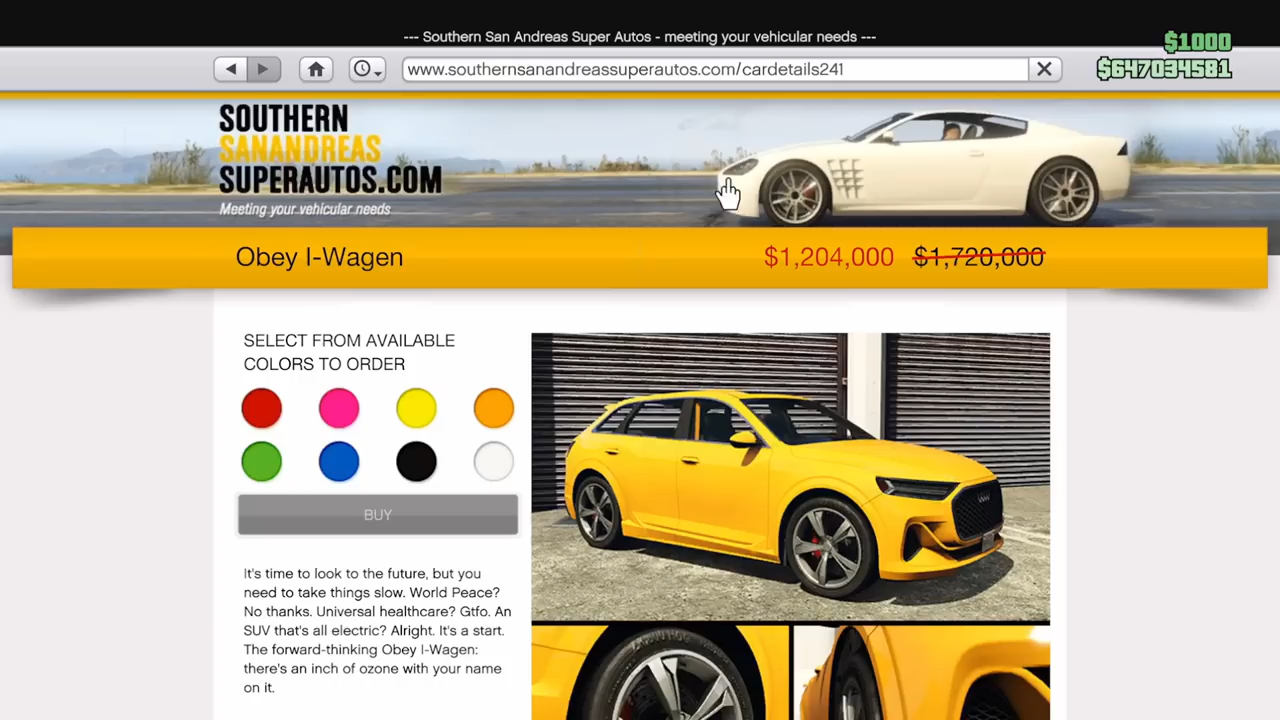 --- Southern San Andreas Super Autos - meeting your vehicular needs ---
$1000
www.southernsanandreassuperautos.com/cardetails241
$647034581
SOUTHERN
SANANDREAS
SUPERAUTOS.COM
Meeting your vehicular needs
Obey I-Wagen
$1,204,000 $1,720,000
SELECT FROM AVAILABLE
COLORS TO ORDER
BUY
It's time to look to the future, but you
need to take things slow. World Peace?
No thanks. Universal healthcare? Gtfo. An
SUV that's all electric? Alright. It's a start.
The forward-thinking Obey I-Wagen:
there's an inch of ozone with your name
on it.